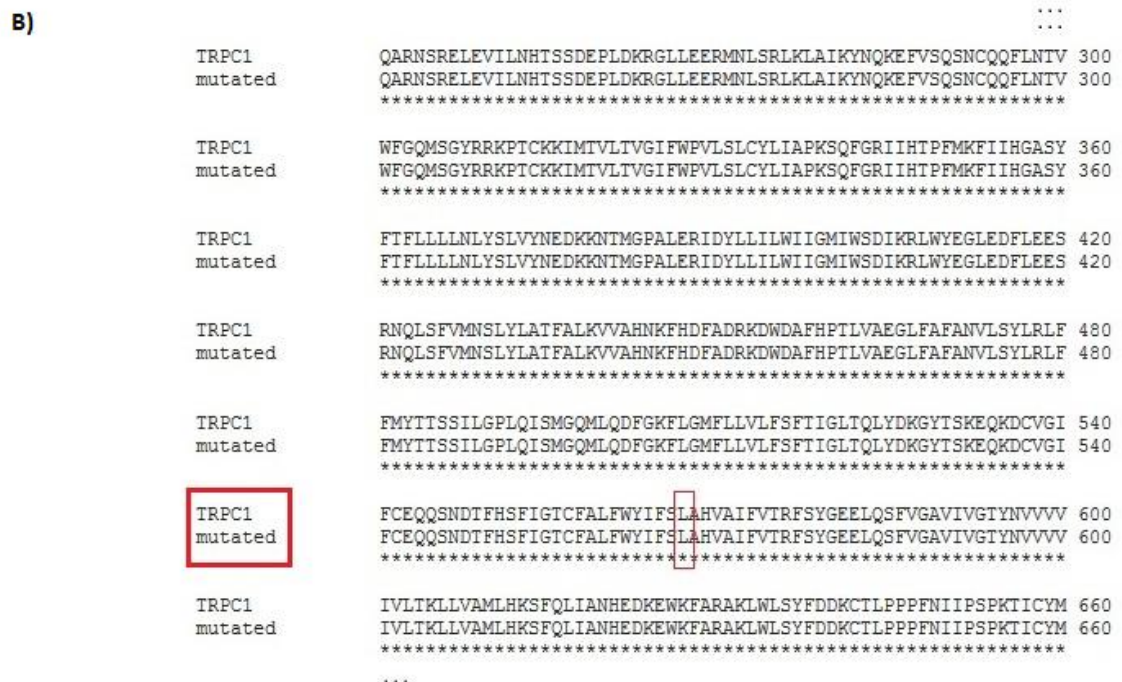 B)
...
...
TRPC1 QARNSRELEVILNHTSSDEPLDKRGLLEERMNLSRLKLAIKYNQKEFVSQSNCQQFLNTV 300
mutated QARNSRELEVILNHTSSDEPLDKRGLLEERMNLSRLKLAIKYNQKEFVSQSNCQQFLNTV 300
************************************************************
TRPC1 WFGQMSGYRRKPTCKKIMTVLTVGIFWPVLSLCYLIAPKSQFGRIIHTPFMKFIIHGASY 360
mutated WFGQMSGYRRKPTCKKIMTVLTVGIFWPVLSLCYLIAPKSQFGRIIHTPFMKFIIHGASY 360
************************************************************
TRPC1 FTFLLLLNLYSLVYNEDKKNTMGPALERIDYLLILWIIGMIWSDIKRLWYEGLEDFLEES 420
mutated FTFLLLLNLYSLVYNEDKKNTMGPALERIDYLLILWIIGMIWSDIKRLWYEGLEDFLEES 420
************************************************************
TRPC1 RNQLSFVMNSLYLATFALKVVAHNKFHDFADRKDWDAFHPTLVAEGLFAFANVLSYLRLF 480
mutated RNQLSFVMNSLYLATFALKVVAHNKFHDFADRKDWDAFHPTLVAEGLFAFANVLSYLRLF 480
************************************************************
TRPC1 FMYTTSSILGPLQISMGQMLQDFGKFLGMFLLVLFSFTIGLTQLYDKGYTSKEQKDCVGI 540
mutated FMYTTSSILGPLQISMGQMLQDFGKFLGMFLLVLFSFTIGLTQLYDKGYTSKEQKDCVGI 540
************************************************************
TRPC1 FCEQQSNDTFHSFIGTCFALFWYIFSLAHVAIFVTRFSYGEELQSFVGAVIVGTYNVVVV 600
mutated FCEQQSNDTFHSFIGTCFALFWYIFSLAHVAIFVTRFSYGEELQSFVGAVIVGTYNVVVV 600
************************************************************
TRPC1 IVLTKLLVAMLHKSFQLIANHEDKEWKFARAKLWLSYFDDKCTLPPPFNIIPSPKTICYM 660
mutated IVLTKLLVAMLHKSFQLIANHEDKEWKFARAKLWLSYFDDKCTLPPPFNIIPSPKTICYM 660
************************************************************
...